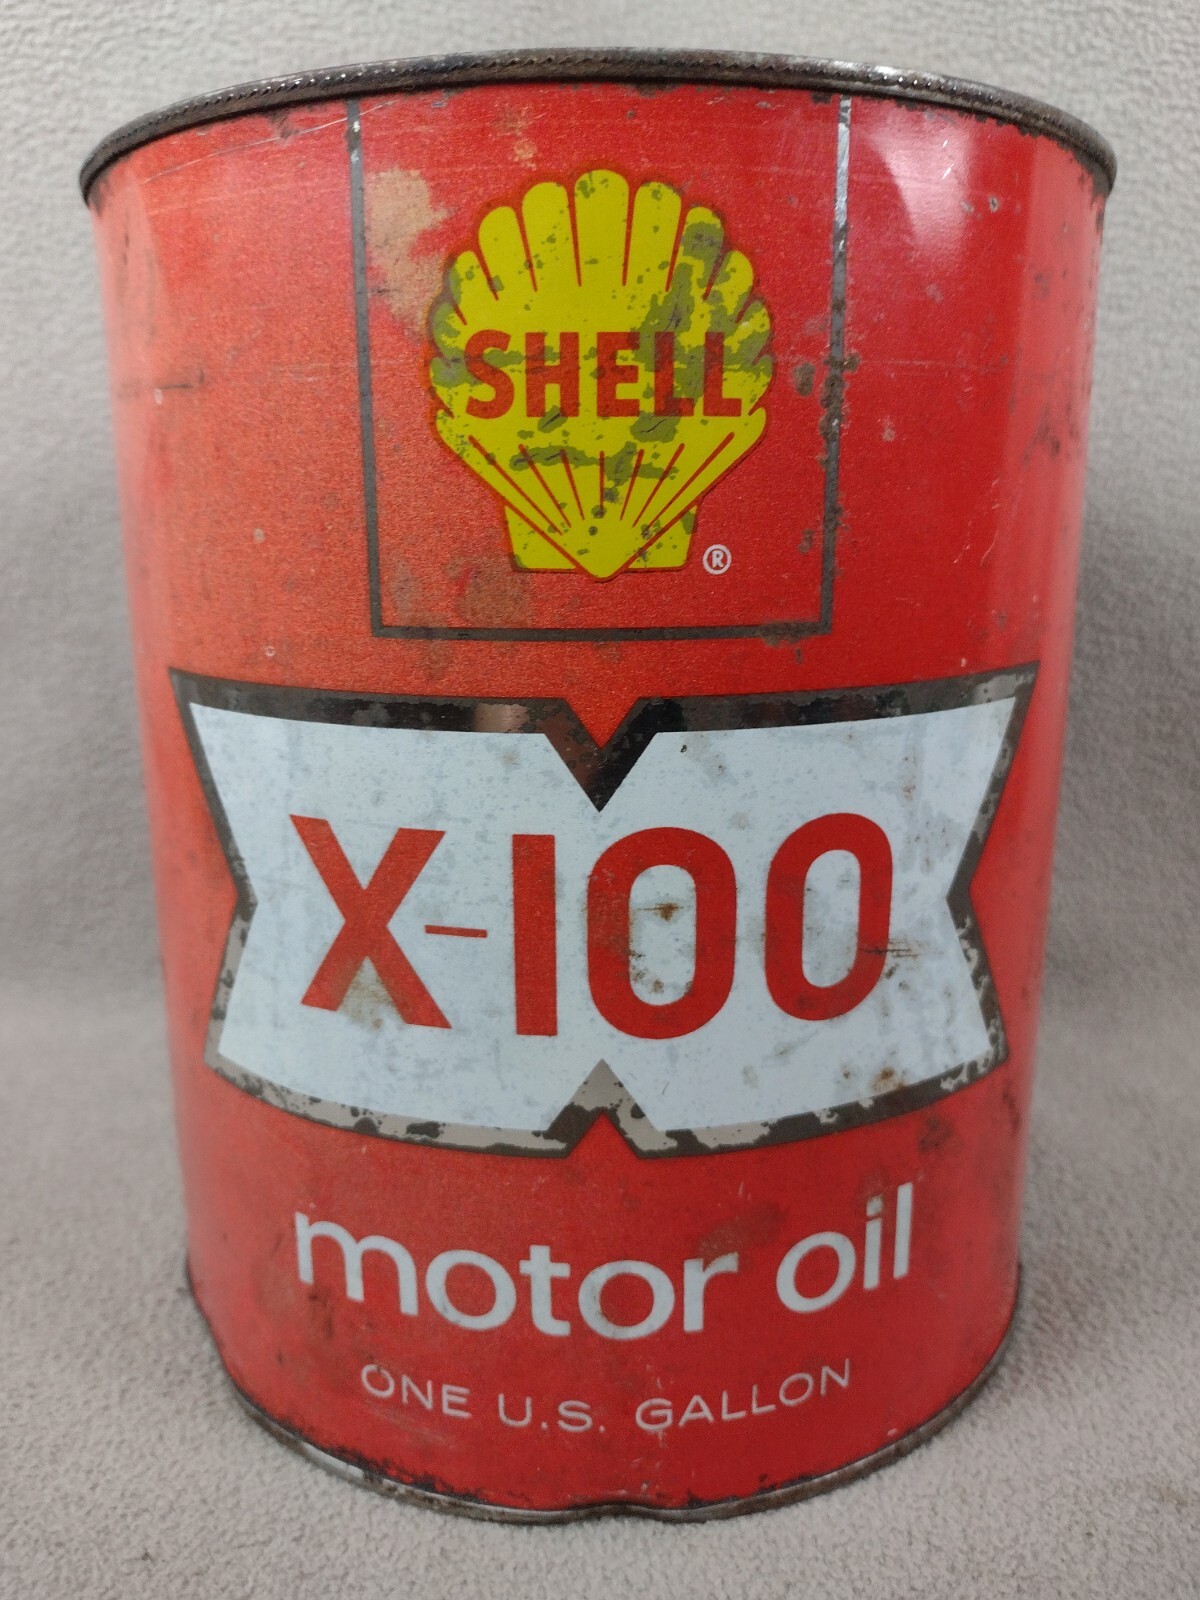 SHELL
®
X-100
motor oil
ONE U.S. GALLON